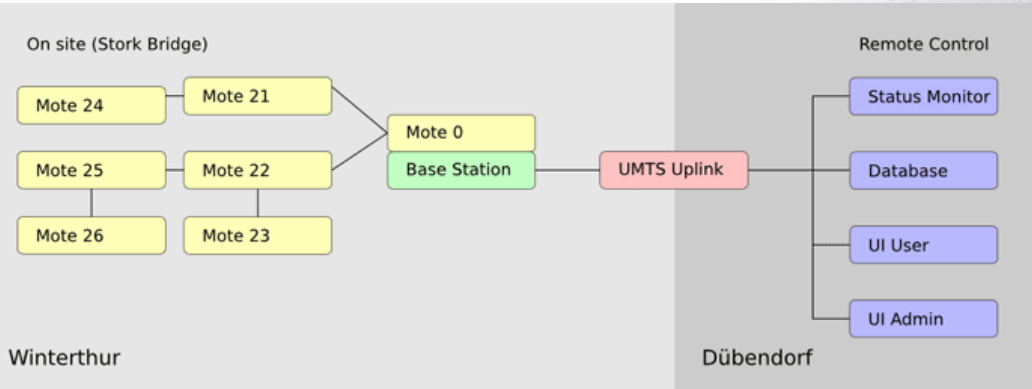 On site (Stork Bridge)
Remote Control
Mote 24
Mote 21
Mote 0
Base Station
Mote 25
Mote 22
Mote 26
Mote 23
UMTS Uplink
Status Monitor
Database
UI User
UI Admin
Winterthur
Dübendorf